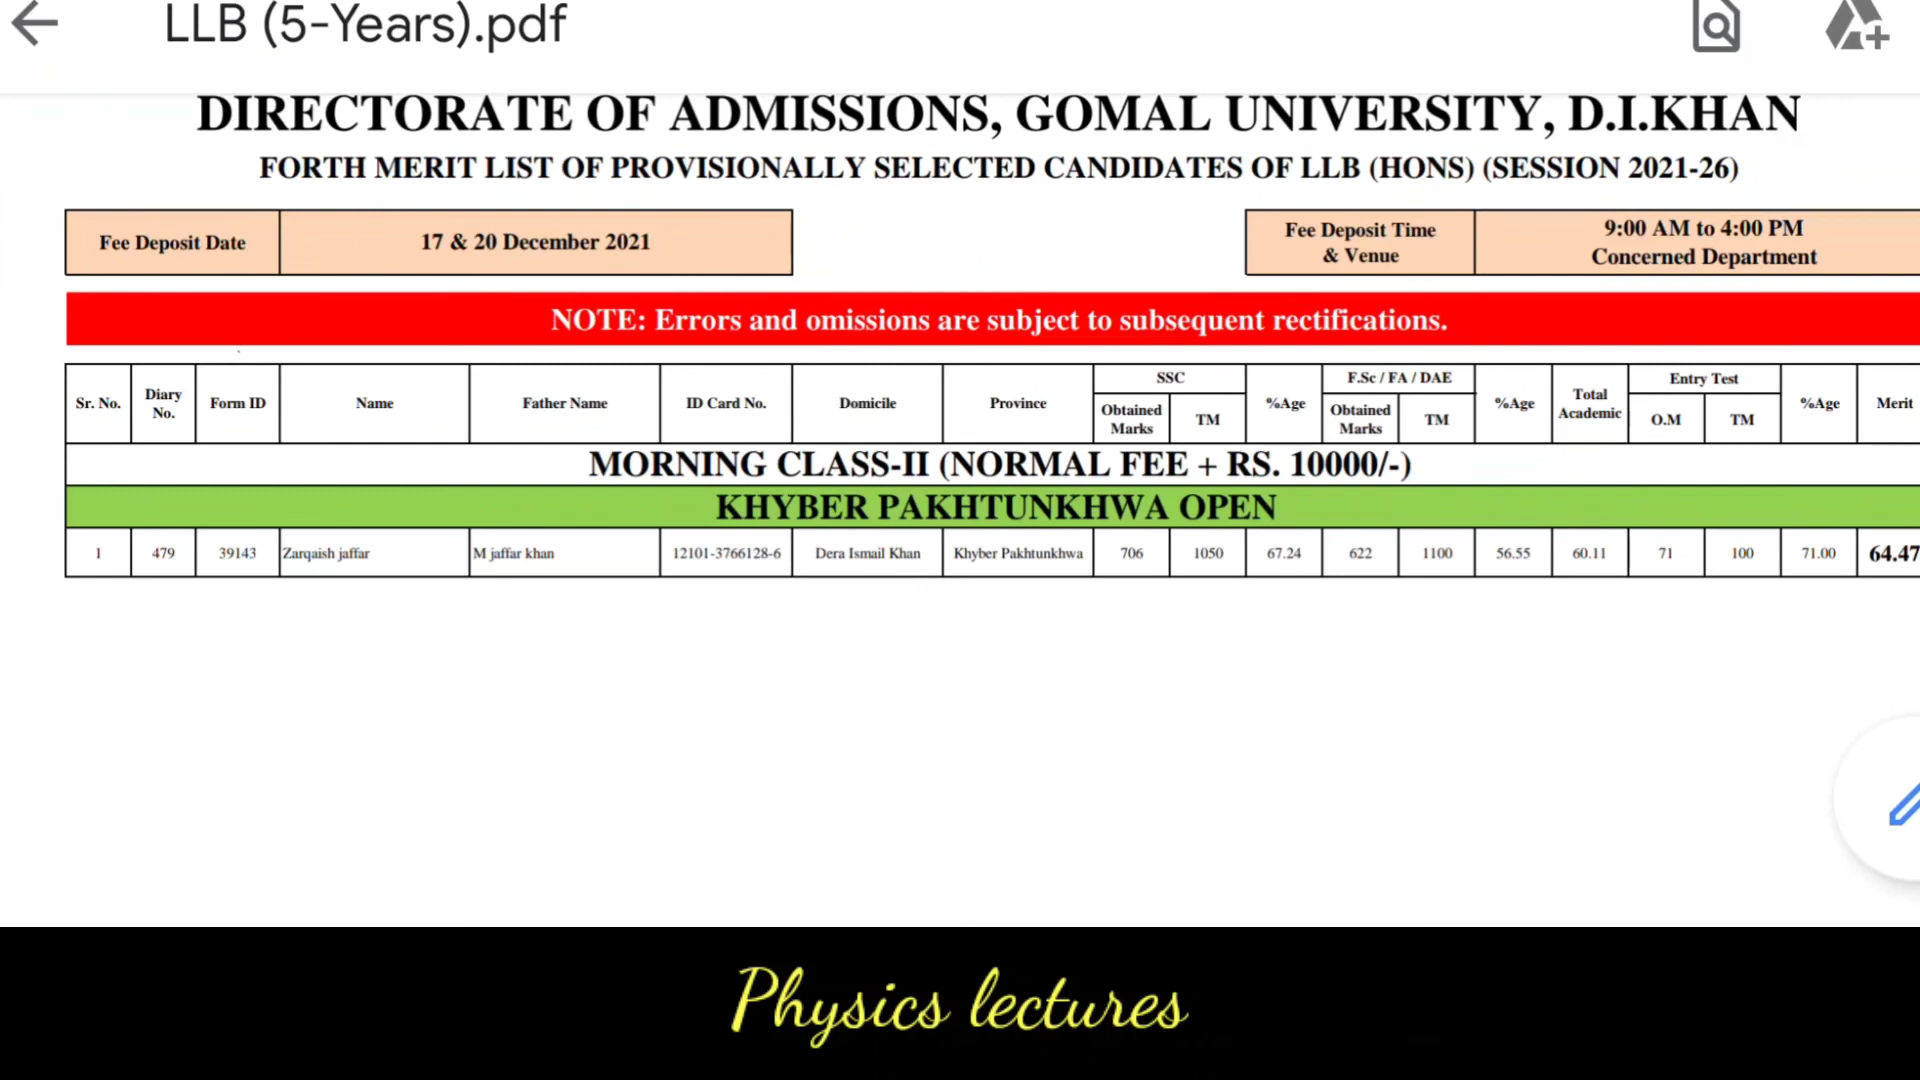 LLB (5-Years).pdf
DIRECTORATE OF ADMISSIONS, GOMAL UNIVERSITY, D.I.KHAN
FORTH MERIT LIST OF PROVISIONALLY SELECTED CANDIDATES OF LLB (HONS) (SESSION 2021-26)
Fee Deposit Date 17 & 20 December 2021 Fee Deposit Time & Venue 9:00 AM to 4:00 PM Concerned Department
NOTE: Errors and omissions are subject to subsequent rectifications.
Sr. No. Diary No. Form ID Name Father Name ID Card No. Domicile Province SSC Obtained Marks TM %Age F.Sc / FA / DAE Obtained Marks TM %Age Total Academic Entry Test O.M TM %Age Merit
MORNING CLASS-II (NORMAL FEE + RS. 10000/-)
KHYBER PAKHTUNKHWA OPEN
1 479 39143 Zarqaish jaffar M jaffar khan 12101-3766128-6 Dera Ismail Khan Khyber Pakhtunkhwa 706 1050 67.24 622 1100 56.55 60.11 71 100 71.00 64.47
Physics lectures